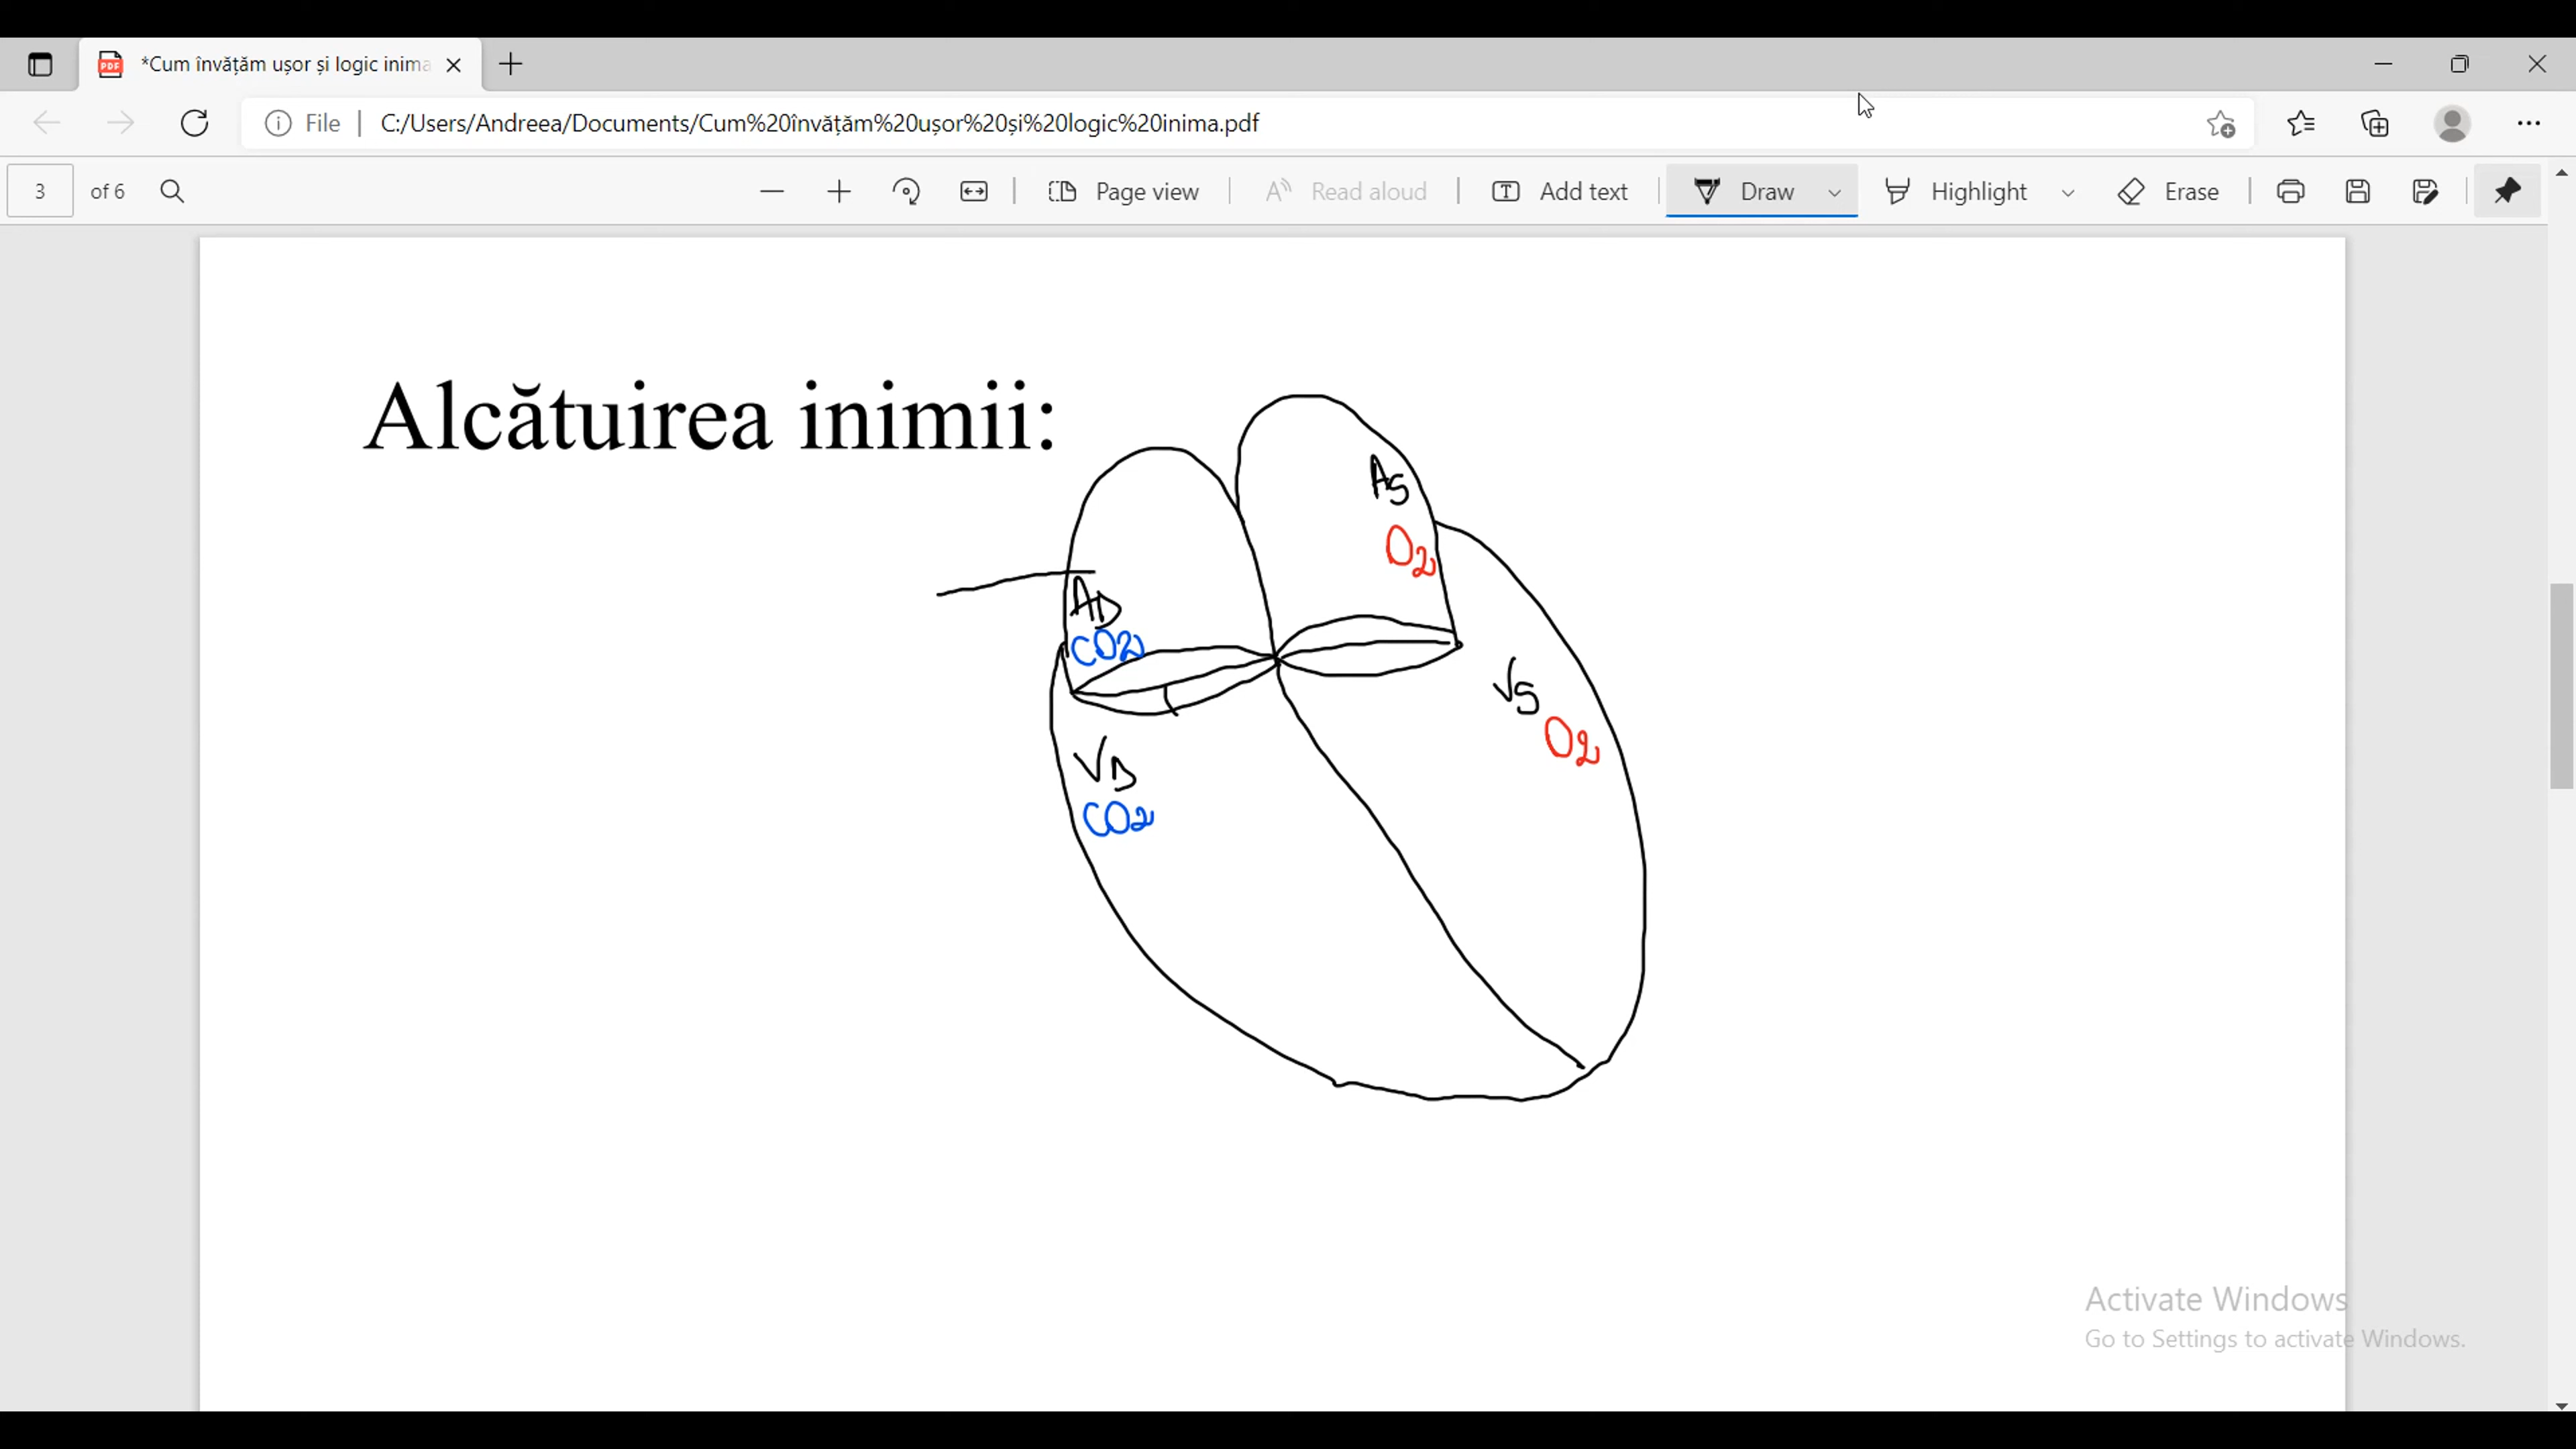 *Cum învățăm ușor și logic inima
File
C:/Users/Andreea/Documents/Cum%20învățăm%20ușor%20și%20logic%20inima.pdf
3 of 6
Page view
Read aloud
Add text
Draw
Highlight
Erase
Alcătuirea inimii:
AS
O2
AD
CO2
VS
O2
VD
CO2
Activate Windows
Go to Settings to activate Windows.